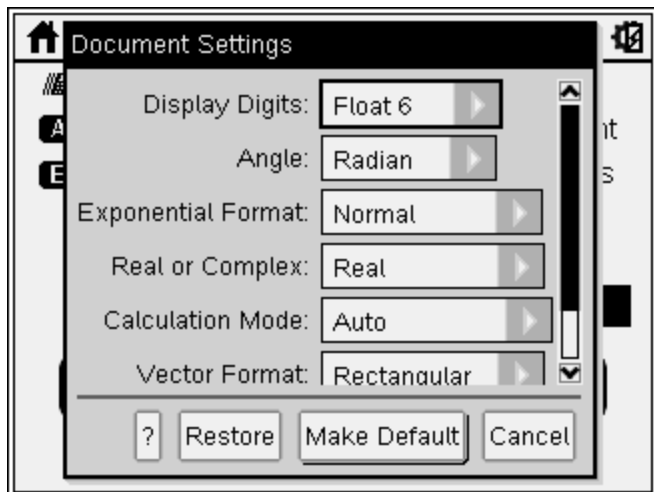 Document Settings
Display Digits: Float 6
Angle: Radian
Exponential Format: Normal
Real or Complex: Real
Calculation Mode: Auto
Vector Format: Rectangular
? Restore Make Default Cancel